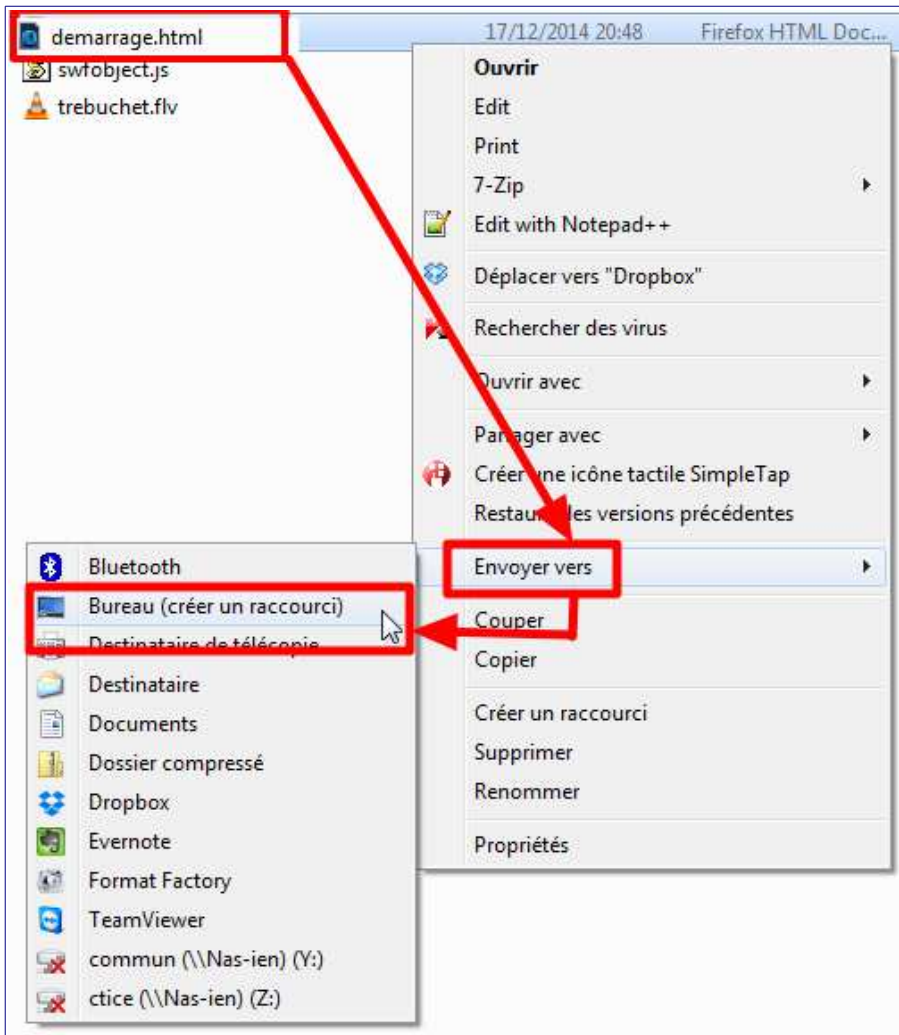 demarrage.html 17/12/2014 20:48 Firefox HTML Doc...
swfobject.js
trebuchet.flv
Ouvrir
Edit
Print
7-Zip
Edit with Notepad++
Déplacer vers "Dropbox"
Rechercher des virus
Ouvrir avec
Partager avec
Créer une icône tactile SimpleTap
Restaurer les versions précédentes
Envoyer vers
Couper
Copier
Créer un raccourci
Supprimer
Renommer
Propriétés
Bluetooth
Bureau (créer un raccourci)
Destinataire de télécopie
Destinataire
Documents
Dossier compressé
Dropbox
Evernote
Format Factory
TeamViewer
commun (\\Nas-ien) (Y:)
ctice (\\Nas-ien) (Z:)